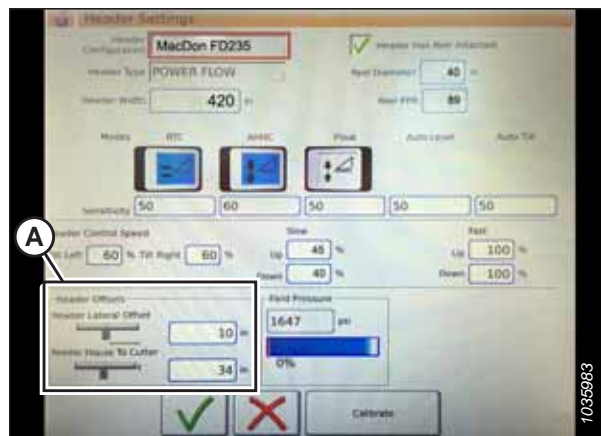 Header Settings
Header Configuration MacDon FD235
Header Has Reel Attached
Header Type POWER FLOW
Reel Diameter 40 in
Header Width 420 in
Reel PPR 89
Modes RTC AHHC Float Auto Level Auto Tilt
Sensitivity 50 60 50 50 50
A
Header Control Speed
Slow
Fast
Tilt Left 60 % Tilt Right 60 %
Up 45 %
Up 100 %
Down 40 %
Down 100 %
Header Offsets
Header Lateral Offset
10 in
Feeder House To Cutter
34 in
Field Pressure
1647 psi
0%
Calibrate
1035983